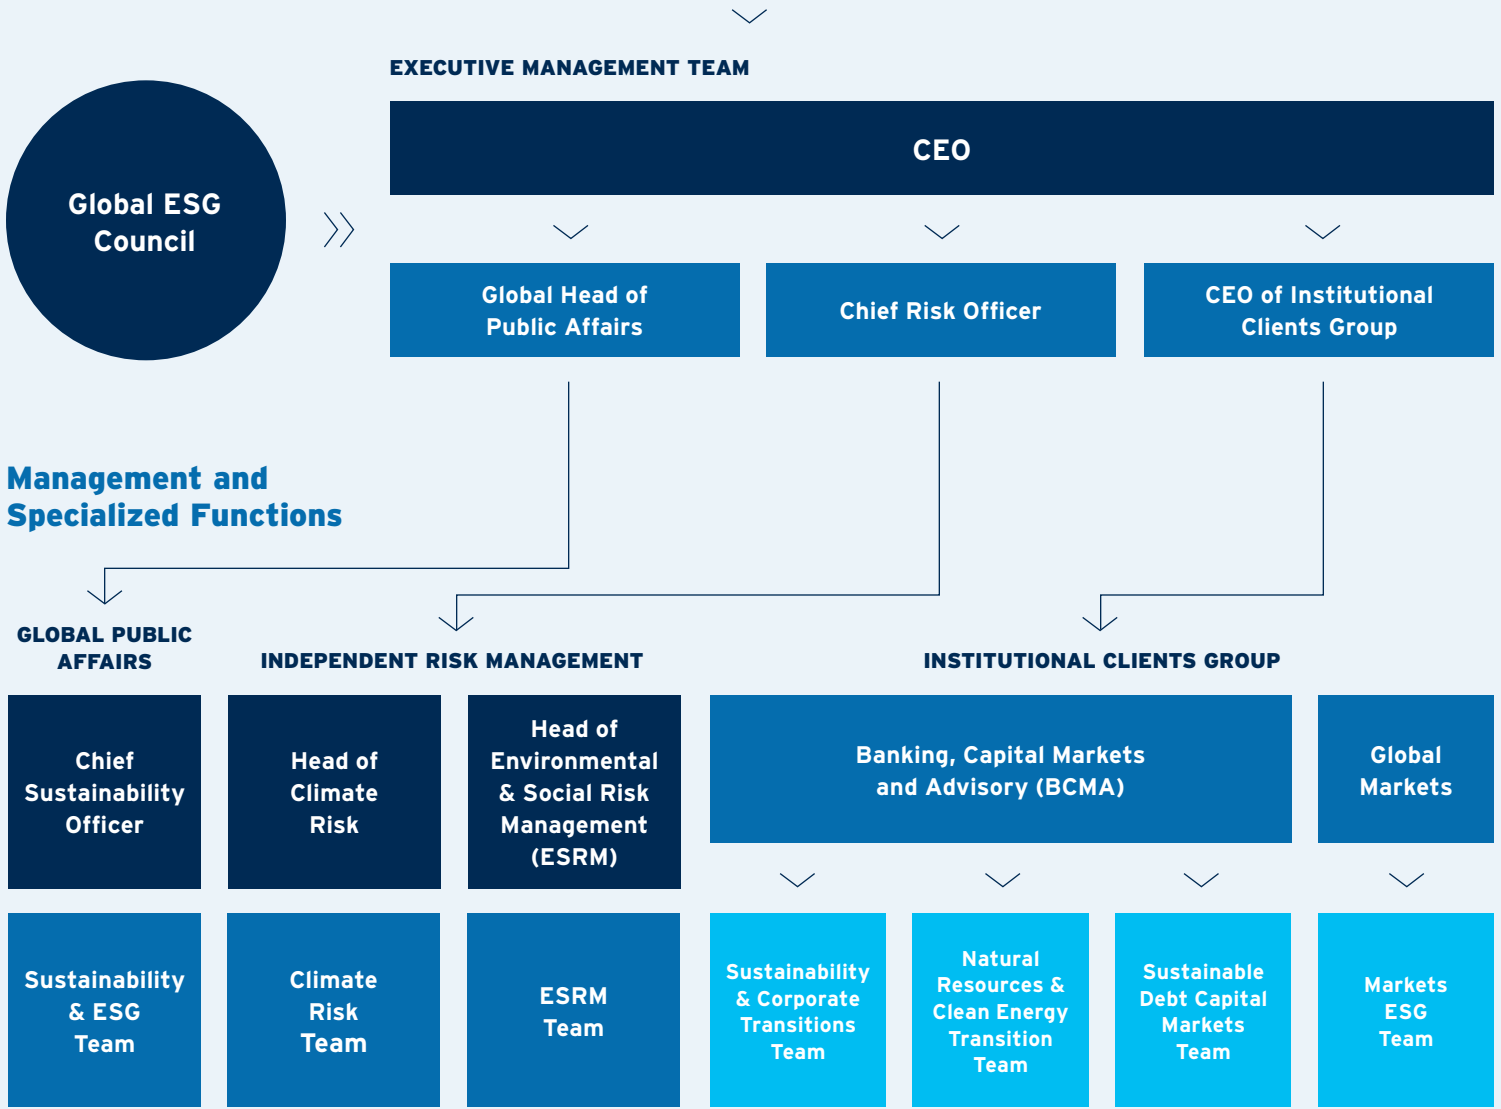 EXECUTIVE MANAGEMENT TEAM
CEO
Global ESG
Council
Global Head of
Public Affairs
Chief Risk Officer
CEO of Institutional
Clients Group
Management and
Specialized Functions
GLOBAL PUBLIC
AFFAIRS
INDEPENDENT RISK MANAGEMENT
INSTITUTIONAL CLIENTS GROUP
Chief
Sustainability
Officer
Head of
Climate
Risk
Head of
Environmental
& Social Risk
Management
(ESRM)
Banking, Capital Markets
and Advisory (BCMA)
Global
Markets
Sustainability
& ESG
Team
Climate
Risk
Team
ESRM
Team
Sustainability
& Corporate
Transitions
Team
Natural
Resources &
Clean Energy
Transition
Team
Sustainable
Debt Capital
Markets
Team
Markets
ESG
Team